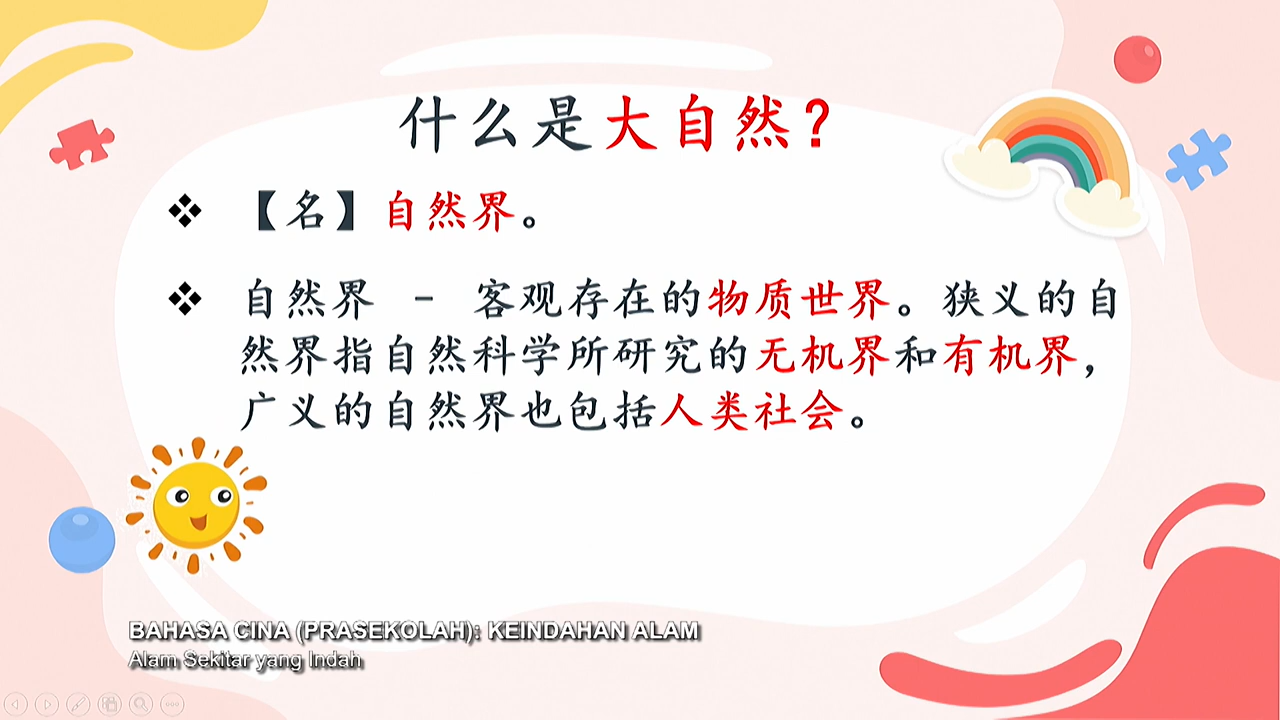 什么是大自然？
❖ 【名】自然界。
❖ 自然界 - 客观存在的物质世界。狭义的自
然界指自然科学所研究的无机界和有机界，
广义的自然界也包括人类社会。
BAHASA CINA (PRASEKOLAH): KEINDAHAN ALAM
Alam Sekitar yang Indah